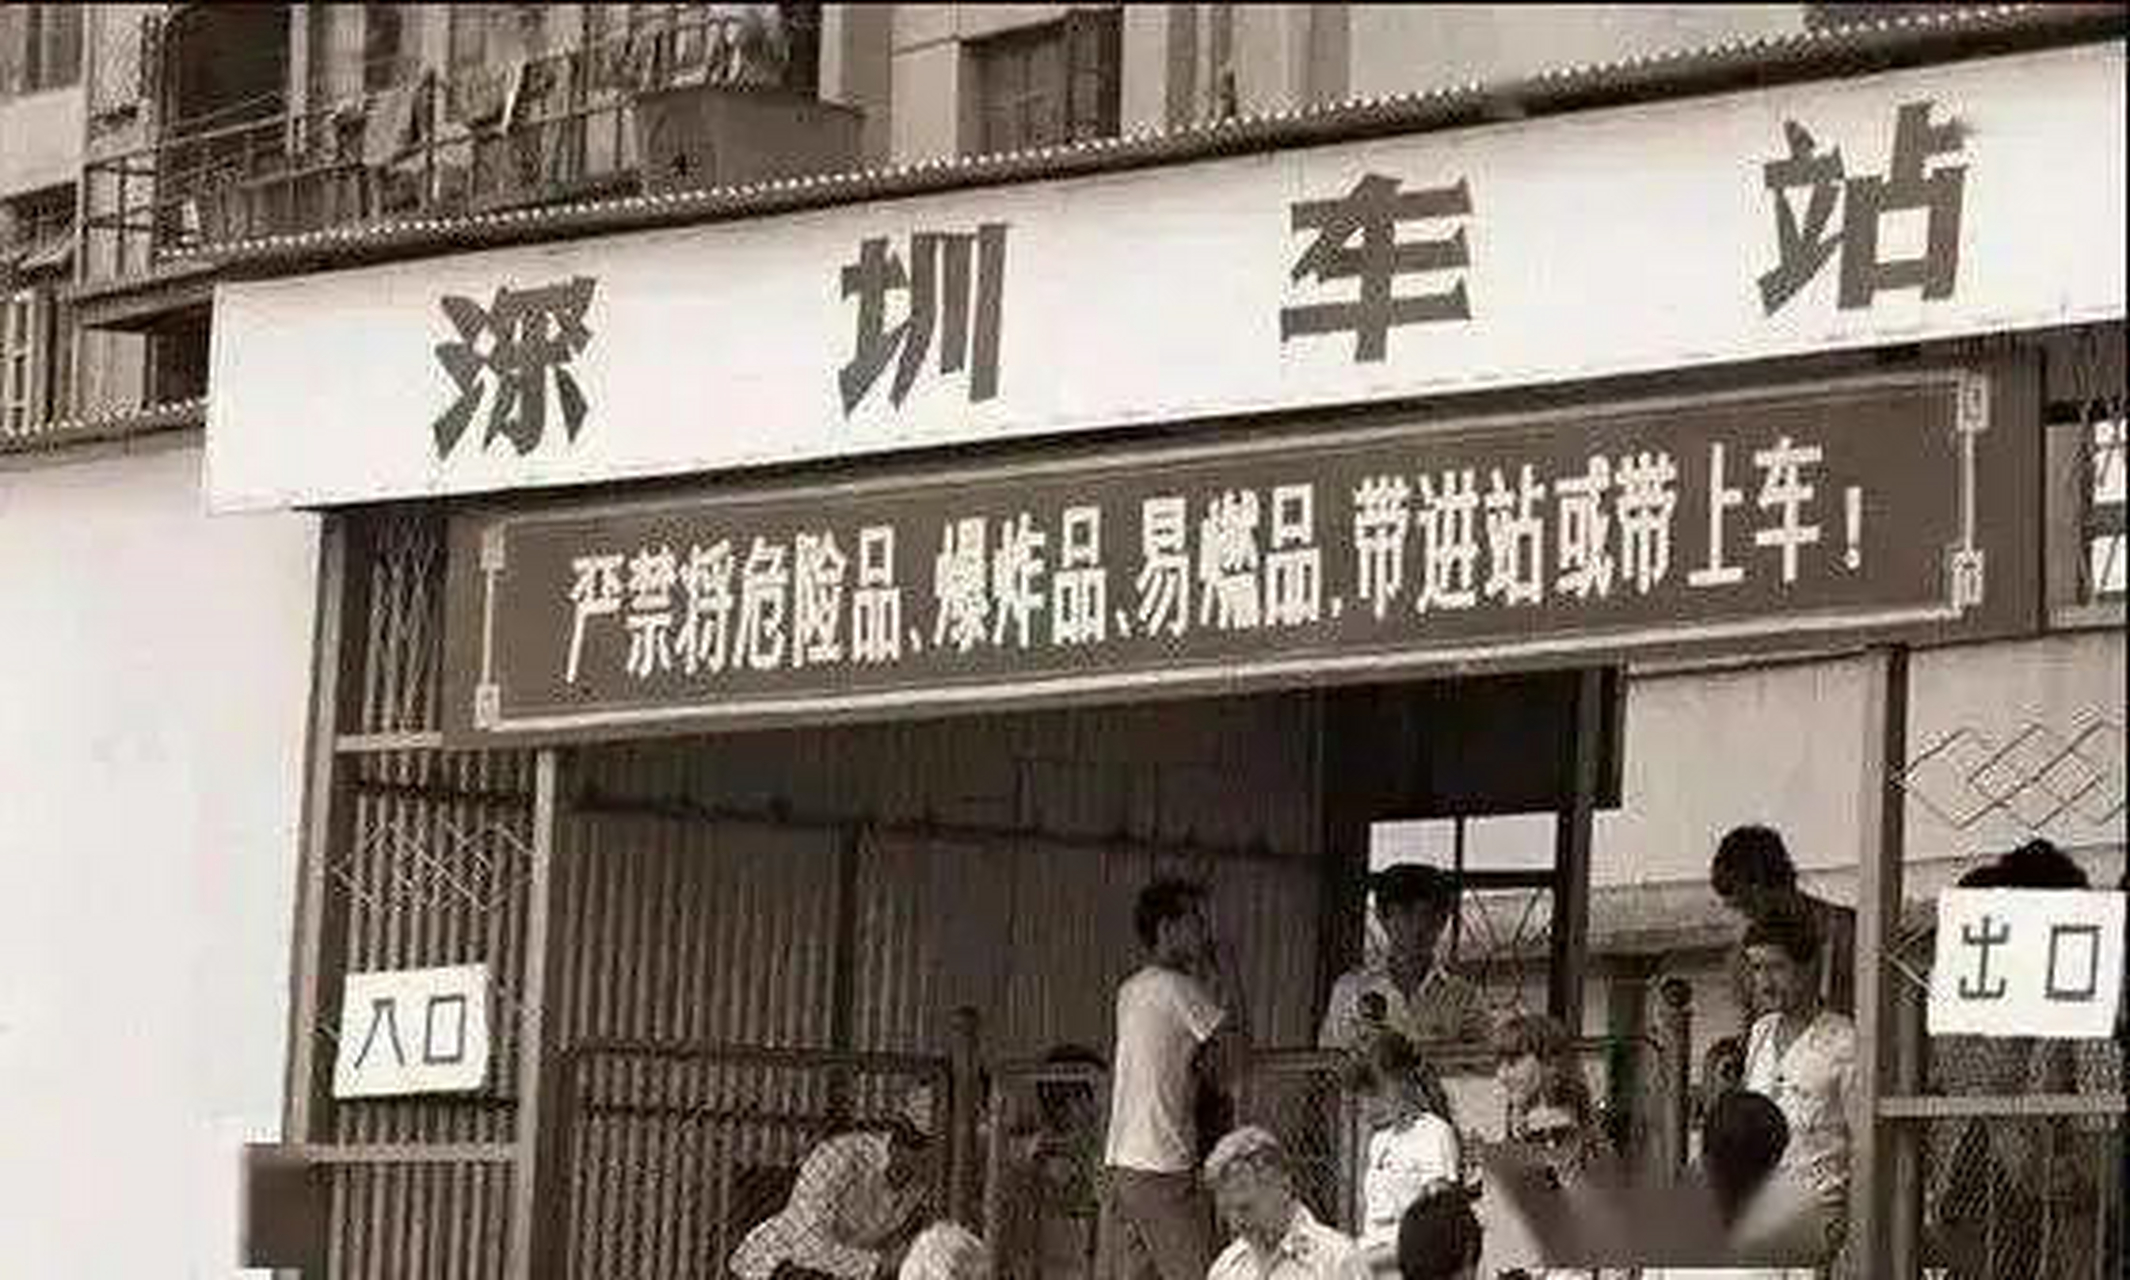 深圳车站
严禁将危险品、爆炸品、易燃品,带进站或带上车!
入口
出口